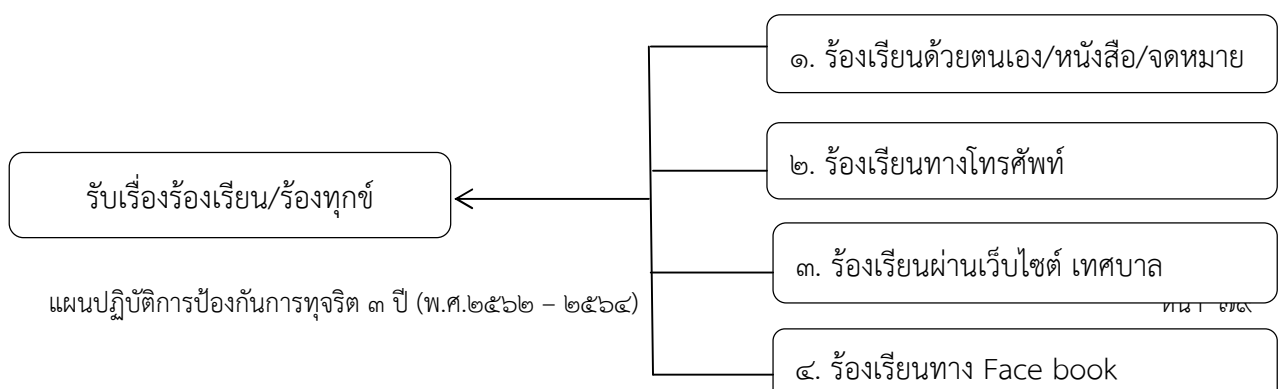 ๑. ร้องเรียนด้วยตนเอง/หนังสือ/จดหมาย
๒. ร้องเรียนทางโทรศัพท์
รับเรื่องร้องเรียน/ร้องทุกข์
๓. ร้องเรียนผ่านเว็บไซต์ เทศบาล
แผนปฏิบัติการป้องกันการทุจริต ๓ ปี (พ.ศ.๒๕๖๒ – ๒๕๖๔)
๔. ร้องเรียนทาง Face book